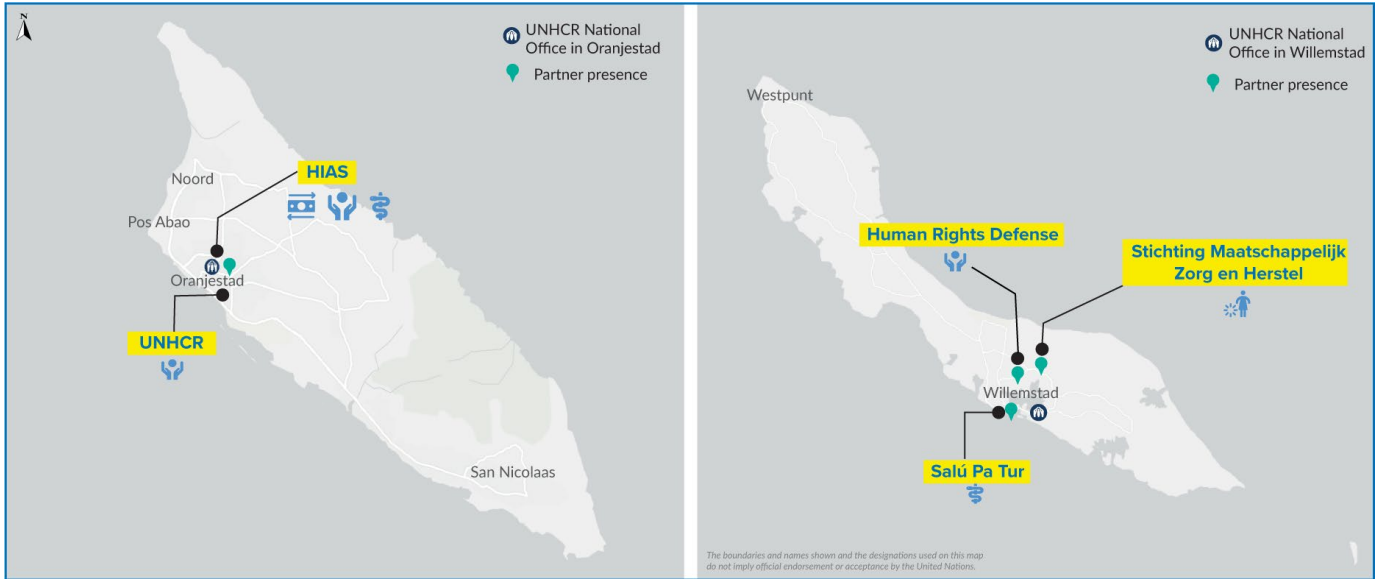 N
UNHCR National
Office in Oranjestad
Partner presence
HIAS
Noord
Pos Abao
Oranjestad
UNHCR
San Nicolaas
UNHCR National
Office in Willemstad
Partner presence
Westpunt
Human Rights Defense
Stichting Maatschappelijk
Zorg en Herstel
Willemstad
Salú Pa Tur
The boundaries and names shown and the designations used on this map
do not imply official endorsement or acceptance by the United Nations.